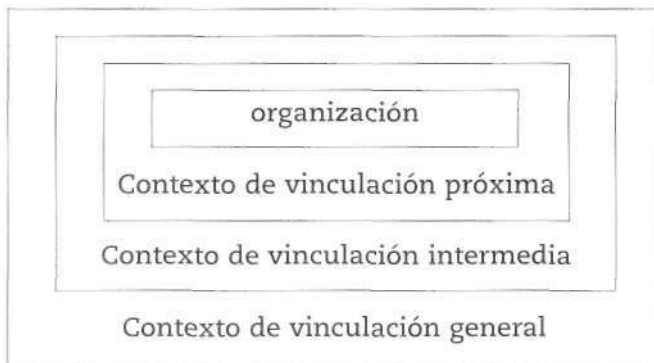 organización
Contexto de vinculación próxima
Contexto de vinculación intermedia
Contexto de vinculación general